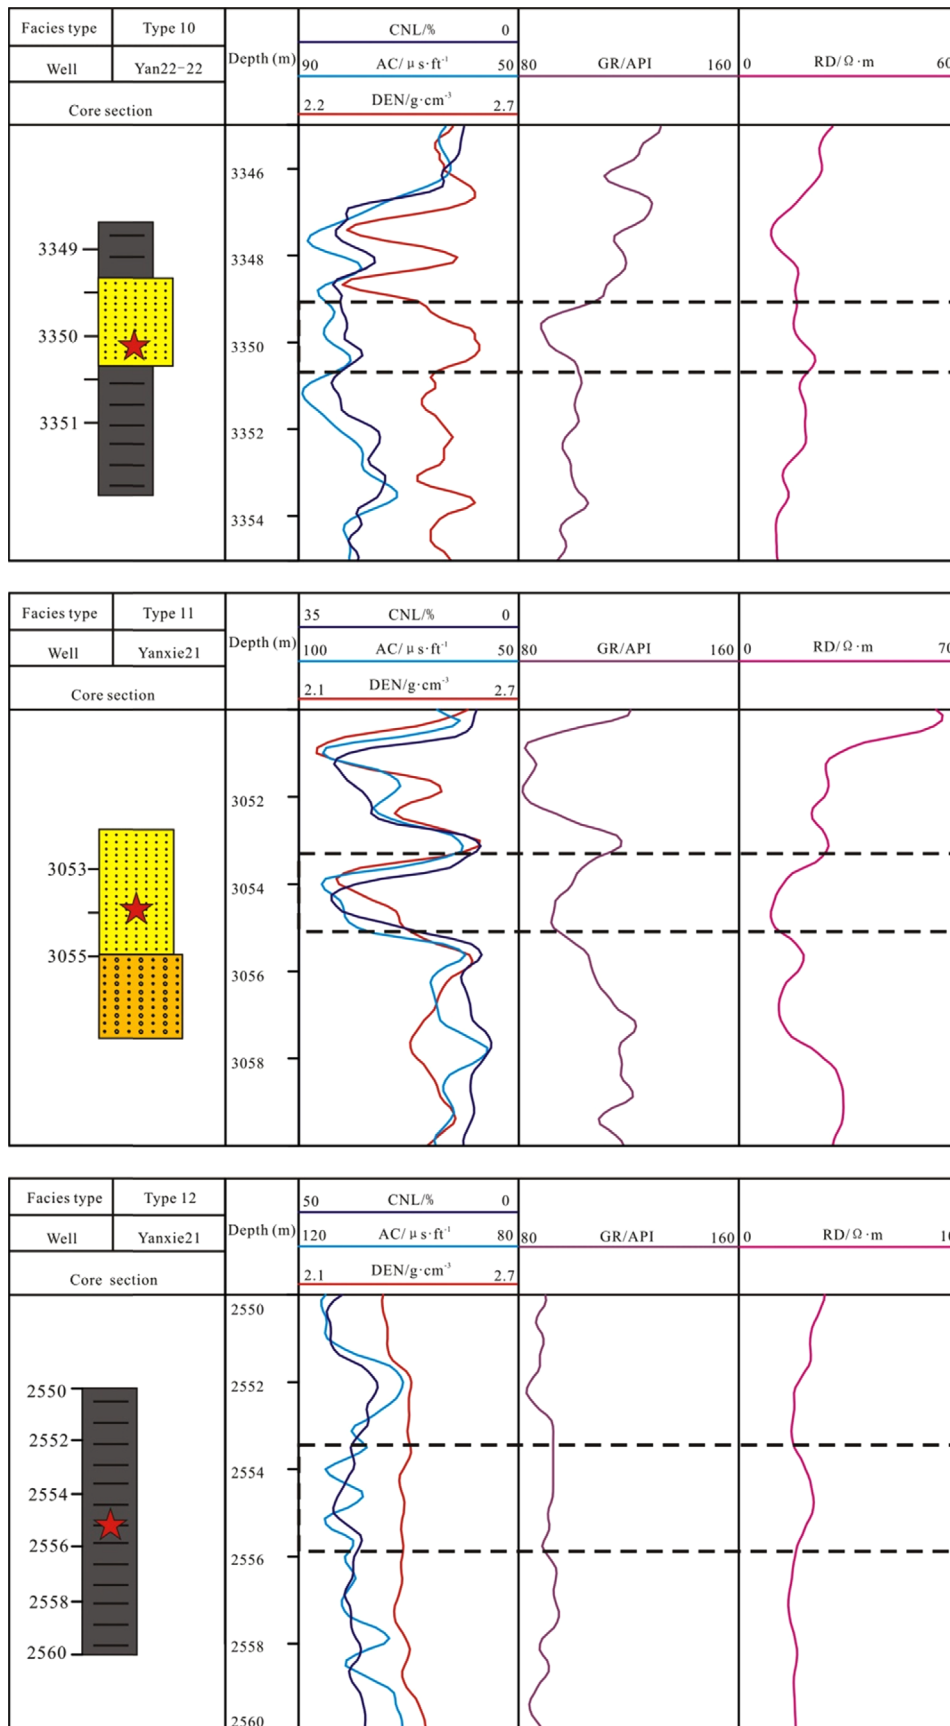 Facies type Type 10
Well Yan22-22
Core section
Depth (m)
CNL/% 0
90 AC/μs·ft⁻¹ 50
2.2 DEN/g·cm⁻³ 2.7
80 GR/API 160
0 RD/Ω·m 60
3349
3350
3351
3346
3348
3350
3352
3354
Facies type Type 11
Well Yanxie21
Core section
Depth (m)
35 CNL/% 0
100 AC/μs·ft⁻¹ 50
2.1 DEN/g·cm⁻³ 2.7
80 GR/API 160
0 RD/Ω·m 70
3053
3055
3052
3054
3056
3058
Facies type Type 12
Well Yanxie21
Core section
Depth (m)
50 CNL/% 0
120 AC/μs·ft⁻¹ 80
2.1 DEN/g·cm⁻³ 2.7
80 GR/API 160
0 RD/Ω·m
2550
2552
2554
2556
2558
2560
2550
2552
2554
2556
2558
2560